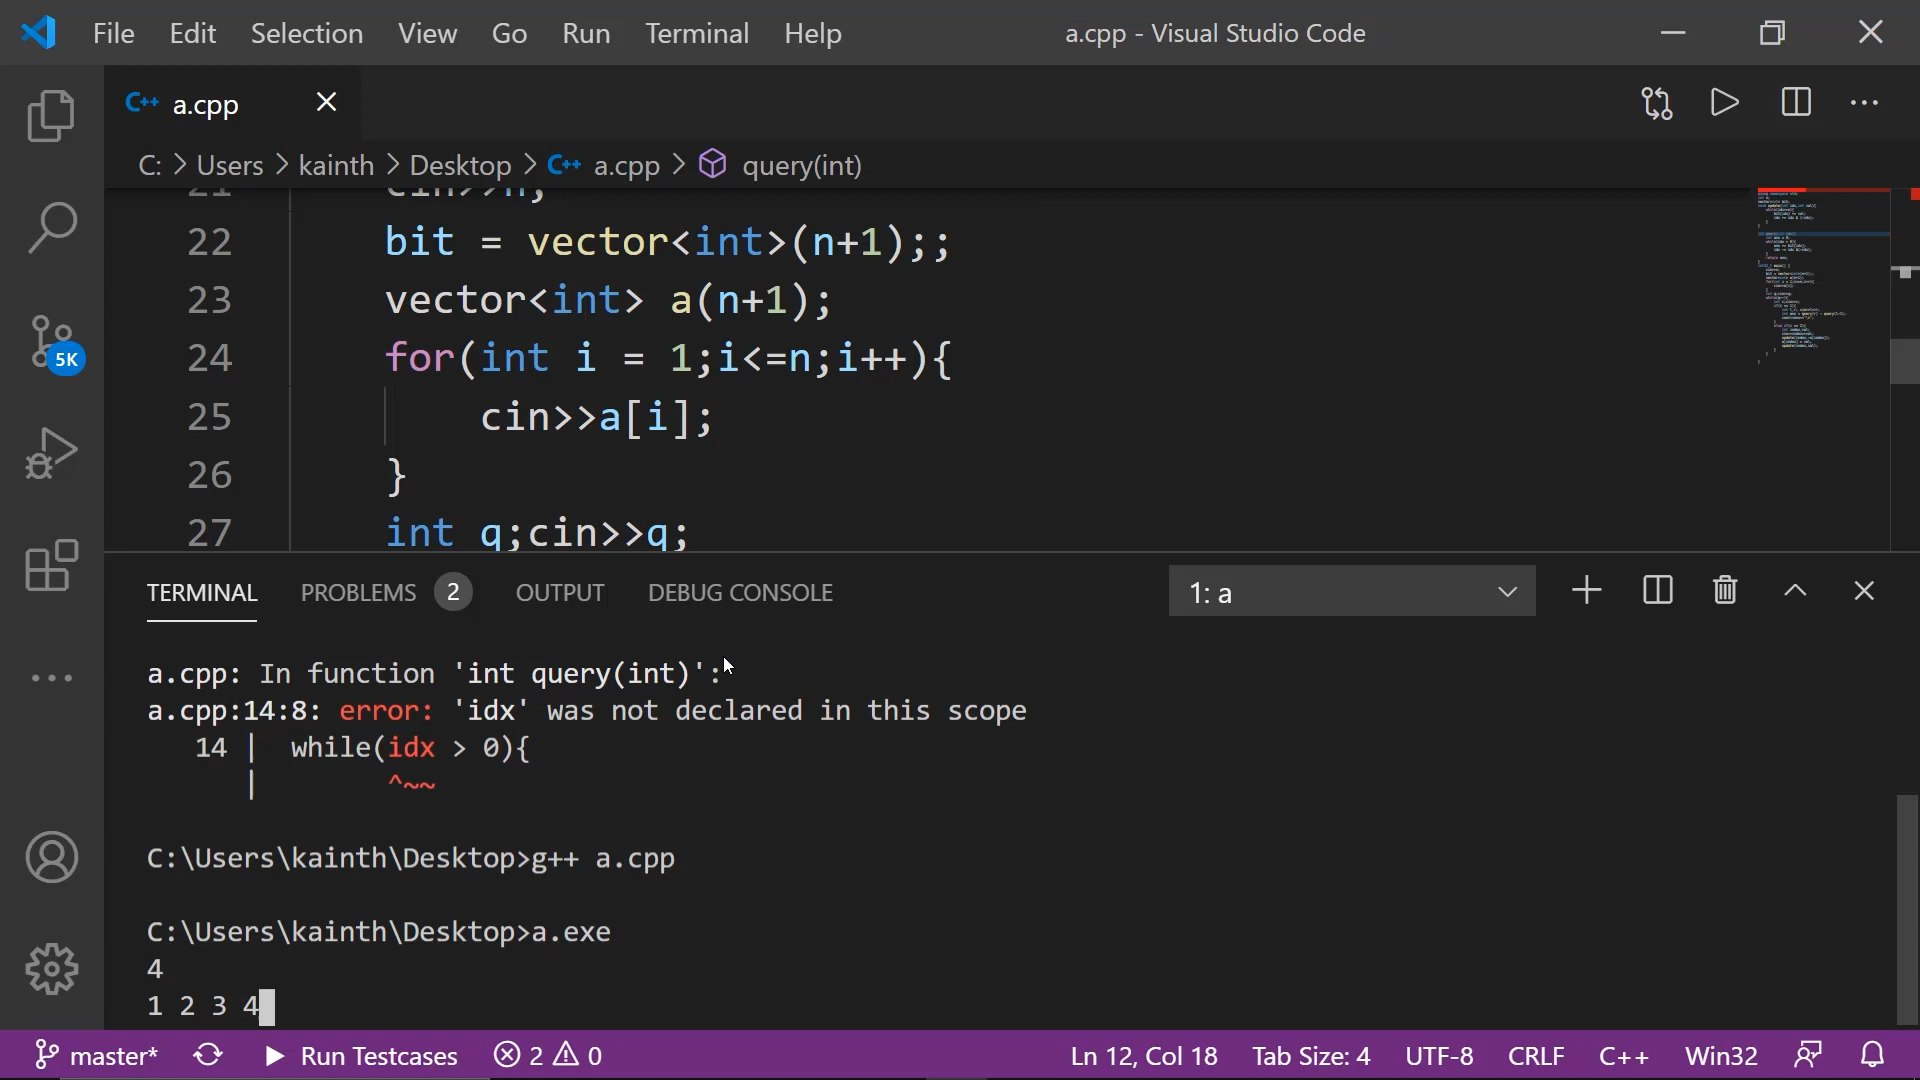 File Edit Selection View Go Run Terminal Help a.cpp - Visual Studio Code
C++ a.cpp
C: > Users > kainth > Desktop > C++ a.cpp > query(int)
21 cin>>n;
22 bit = vector<int>(n+1);;
23 vector<int> a(n+1);
24 for(int i = 1;i<=n;i++){
25 cin>>a[i];
26 }
27 int q;cin>>q;
5K
TERMINAL PROBLEMS 2 OUTPUT DEBUG CONSOLE 1: a
a.cpp: In function 'int query(int)':
a.cpp:14:8: error: 'idx' was not declared in this scope
14 | while(idx > 0){
| ^~~
C:\Users\kainth\Desktop>g++ a.cpp
C:\Users\kainth\Desktop>a.exe
4
1 2 3 4
master* Run Testcases 2 0 Ln 12, Col 18 Tab Size: 4 UTF-8 CRLF C++ Win32